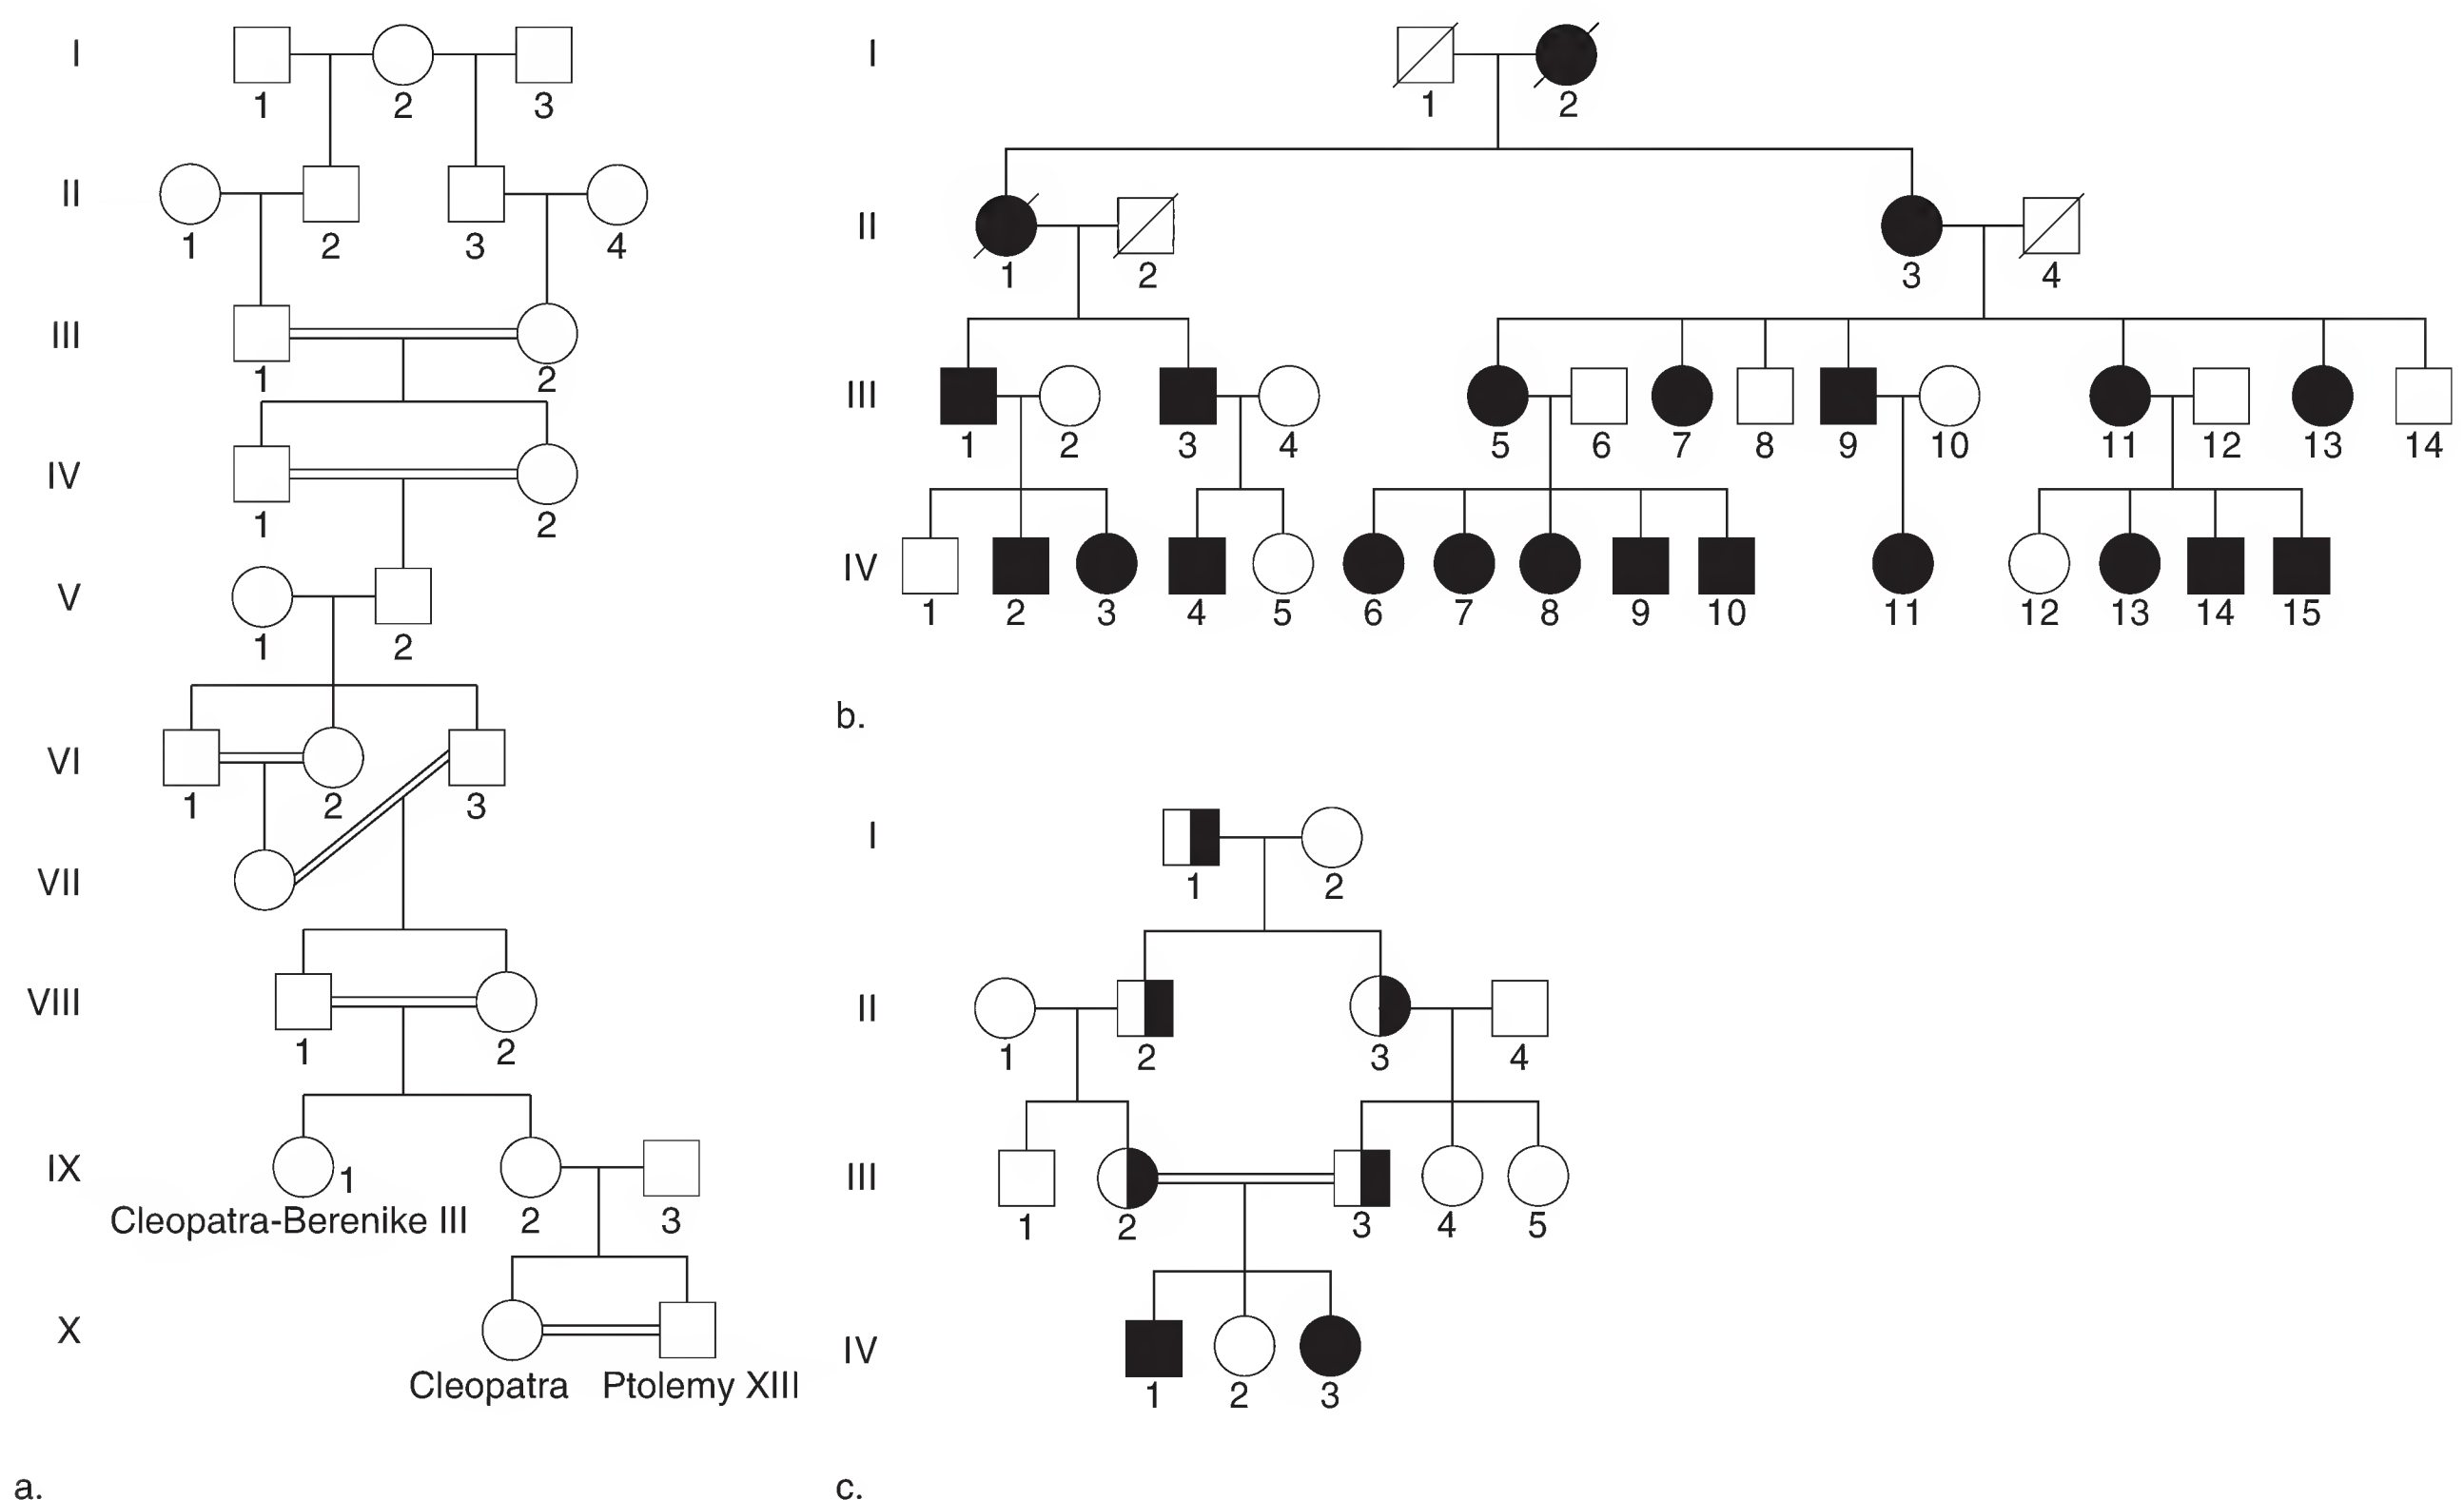 I
1 2 3
II
1 2 3 4
III
1 2
IV
1 2
V
1 2
VI
1 2 3
VII
VIII
1 2
IX
1
Cleopatra-Berenike III 2 3
X
Cleopatra Ptolemy XIII
a.
I
1 2
II
1 2 3 4
III
1 2 3 4 5 6 7 8 9 10 11 12 13 14
IV
1 2 3 4 5 6 7 8 9 10 11 12 13 14 15
b.
I
1 2
II
1 2 3 4
III
1 2 3 4 5
IV
1 2 3
c.